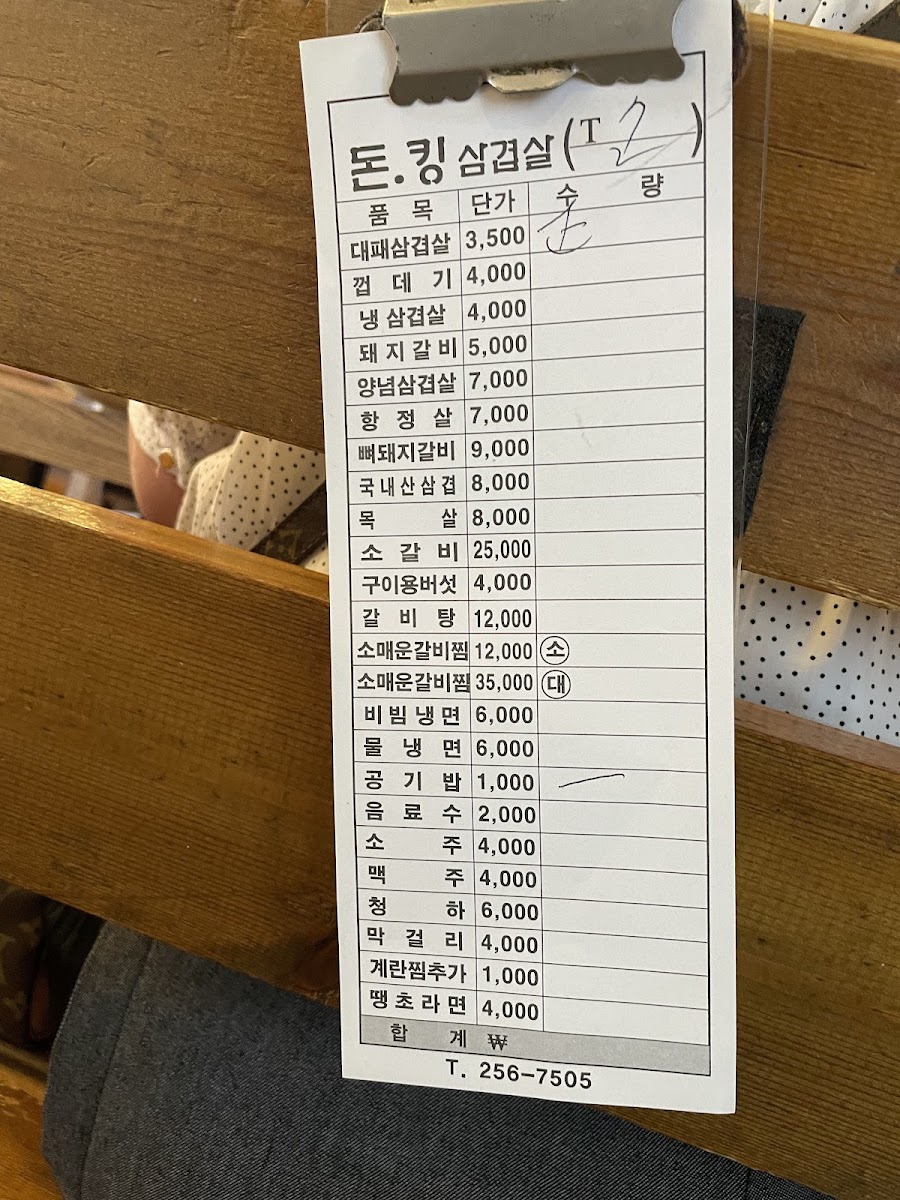 돈.킹 삼겹살 (T 2)
품 목 단가 수 량
대패삼겹살 3,500
껍 데 기 4,000
냉 삼겹살 4,000
돼 지 갈 비 5,000
양념삼겹살 7,000
항 정 살 7,000
뼈돼지갈비 9,000
국 내 산 삼 겹 8,000
목 살 8,000
소 갈 비 25,000
구이용버섯 4,000
갈 비 탕 12,000
소매운갈비찜 12,000 소
소매운갈비찜 35,000 대
비 빔 냉 면 6,000
물 냉 면 6,000
공 기 밥 1,000 一
음 료 수 2,000
소 주 4,000
맥 주 4,000
청 하 6,000
막 걸 리 4,000
계란찜추가 1,000
땡 초 라 면 4,000
합 계 ₩
T. 256-7505